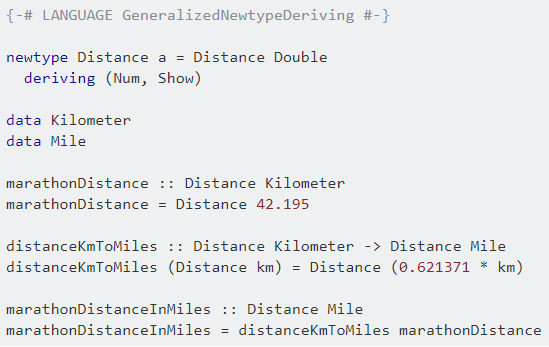 {-# LANGUAGE GeneralizedNewtypeDeriving #-}
newtype Distance a = Distance Double
  deriving (Num, Show)
data Kilometer
data Mile
marathonDistance :: Distance Kilometer
marathonDistance = Distance 42.195
distanceKmToMiles :: Distance Kilometer -> Distance Mile
distanceKmToMiles (Distance km) = Distance (0.621371 * km)
marathonDistanceInMiles :: Distance Mile
marathonDistanceInMiles = distanceKmToMiles marathonDistance